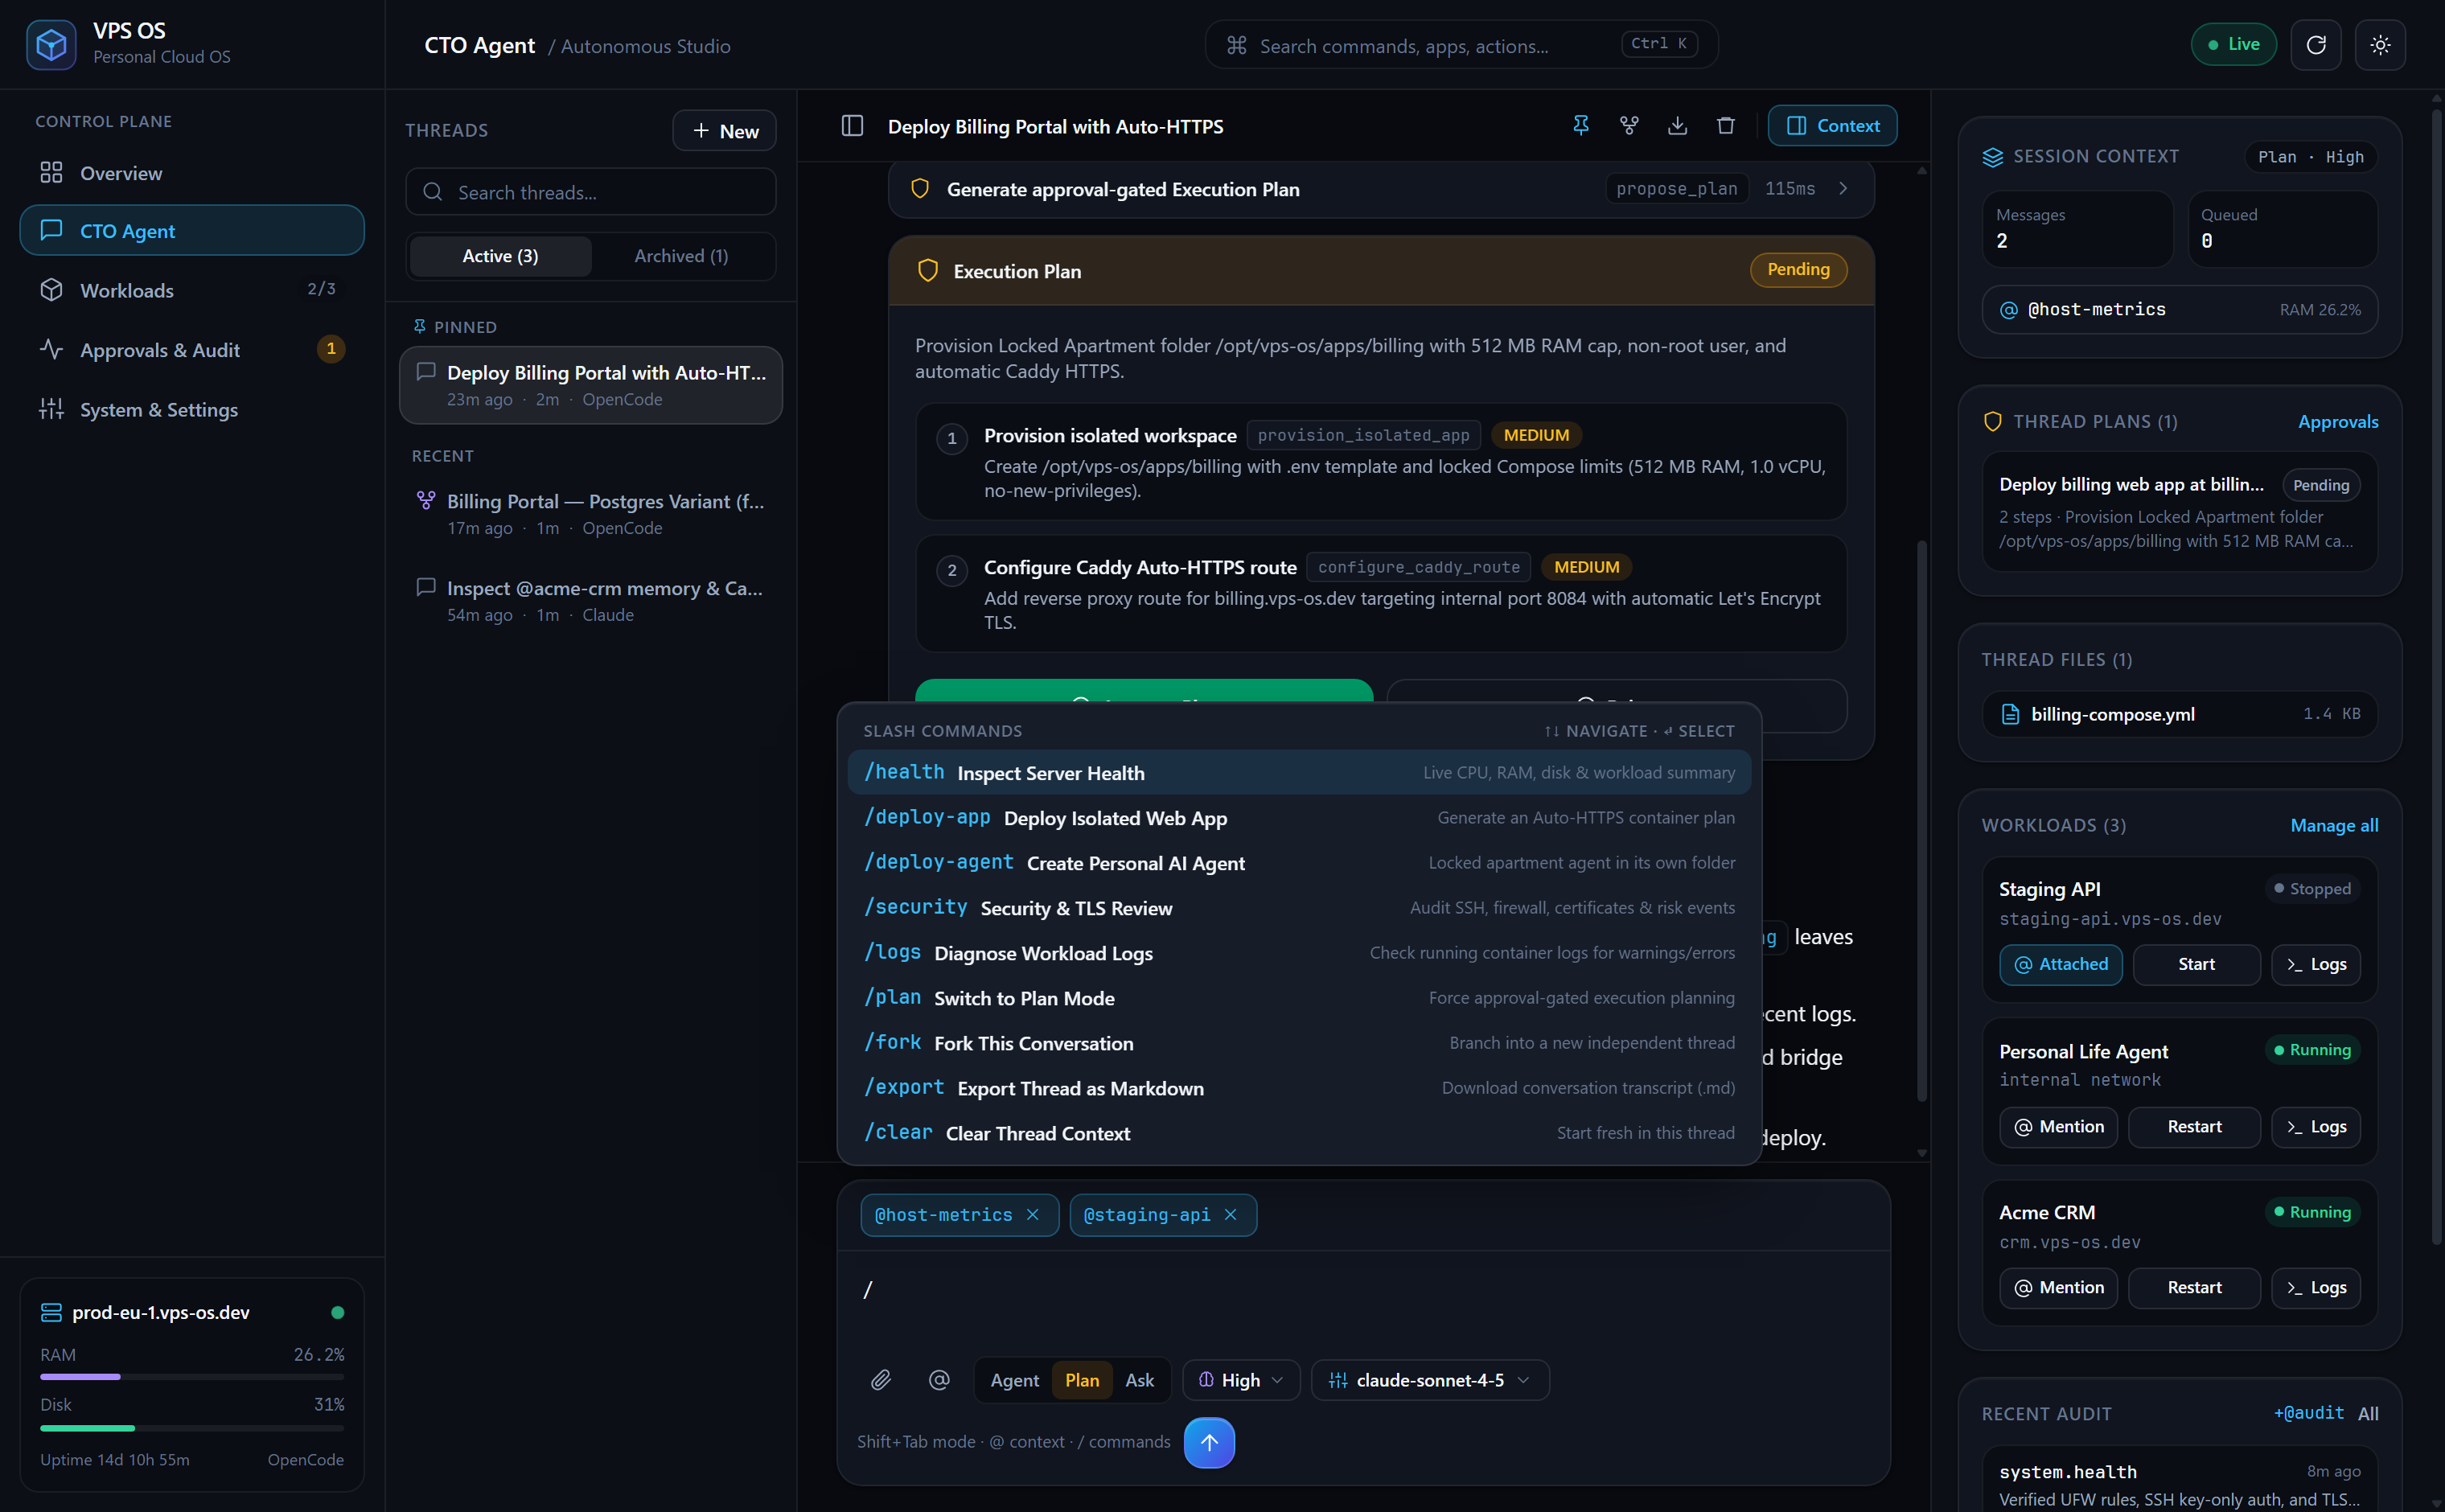 VPS OS
Personal Cloud OS
CTO Agent / Autonomous Studio
Search commands, apps, actions...
Ctrl K
Live
CONTROL PLANE
Overview
CTO Agent
Workloads
2/3
Approvals & Audit
1
System & Settings
prod-eu-1.vps-os.dev
RAM
26.2%
Disk
31%
Uptime 14d 10h 55m
OpenCode
THREADS
New
Search threads...
Active (3)
Archived (1)
PINNED
Deploy Billing Portal with Auto-HT...
23m ago · 2m · OpenCode
RECENT
Billing Portal — Postgres Variant (f...
17m ago · 1m · OpenCode
Inspect @acme-crm memory & Ca...
54m ago · 1m · Claude
Deploy Billing Portal with Auto-HTTPS
Context
Generate approval-gated Execution Plan
propose_plan
115ms
Execution Plan
Pending
Provision Locked Apartment folder /opt/vps-os/apps/billing with 512 MB RAM cap, non-root user, and
automatic Caddy HTTPS.
1
Provision isolated workspace
provision_isolated_app
MEDIUM
Create /opt/vps-os/apps/billing with .env template and locked Compose limits (512 MB RAM, 1.0 vCPU,
no-new-privileges).
2
Configure Caddy Auto-HTTPS route
configure_caddy_route
MEDIUM
Add reverse proxy route for billing.vps-os.dev targeting internal port 8084 with automatic Let's Encrypt
TLS.
SLASH COMMANDS
↑↓ NAVIGATE · ↵ SELECT
/health Inspect Server Health
Live CPU, RAM, disk & workload summary
/deploy-app Deploy Isolated Web App
Generate an Auto-HTTPS container plan
/deploy-agent Create Personal AI Agent
Locked apartment agent in its own folder
/security Security & TLS Review
Audit SSH, firewall, certificates & risk events
/logs Diagnose Workload Logs
Check running container logs for warnings/errors
/plan Switch to Plan Mode
Force approval-gated execution planning
/fork Fork This Conversation
Branch into a new independent thread
/export Export Thread as Markdown
Download conversation transcript (.md)
/clear Clear Thread Context
Start fresh in this thread
leaves
logs.
bridge
deploy.
@host-metrics
@staging-api
/
Agent
Plan
Ask
High
claude-sonnet-4-5
Shift+Tab mode · @ context · / commands
SESSION CONTEXT
Plan · High
Messages
2
Queued
0
@host-metrics
RAM 26.2%
THREAD PLANS (1)
Approvals
Deploy billing web app at billin...
Pending
2 steps · Provision Locked Apartment folder
/opt/vps-os/apps/billing with 512 MB RAM ca...
THREAD FILES (1)
billing-compose.yml
1.4 KB
WORKLOADS (3)
Manage all
Staging API
Stopped
staging-api.vps-os.dev
Attached
Start
Logs
Personal Life Agent
Running
internal network
Mention
Restart
Logs
Acme CRM
Running
crm.vps-os.dev
Mention
Restart
Logs
RECENT AUDIT
+@audit
All
system.health
8m ago
Verified UFW rules, SSH key-only auth, and TLS...